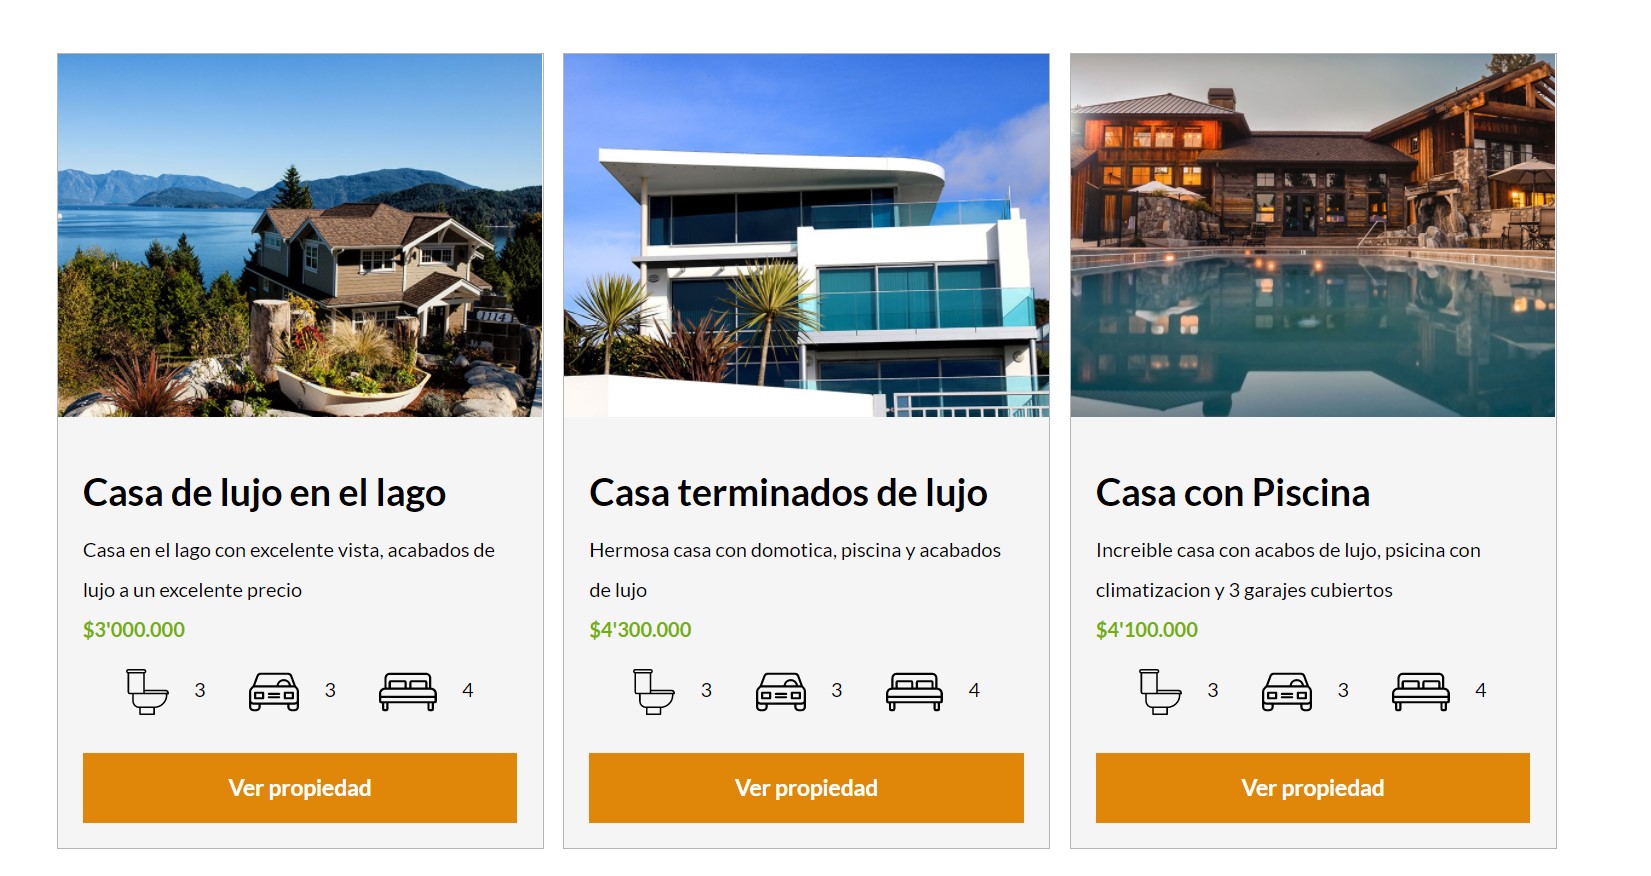 1114
Casa de lujo en el lago
Casa en el lago con excelente vista, acabados de
lujo a un excelente precio
$3'000.000
3 3 4
Ver propiedad
Casa terminados de lujo
Hermosa casa con domotica, piscina y acabados
de lujo
$4'300.000
3 3 4
Ver propiedad
Casa con Piscina
Increible casa con acabos de lujo, psicina con
climatizacion y 3 garajes cubiertos
$4'100.000
3 3 4
Ver propiedad